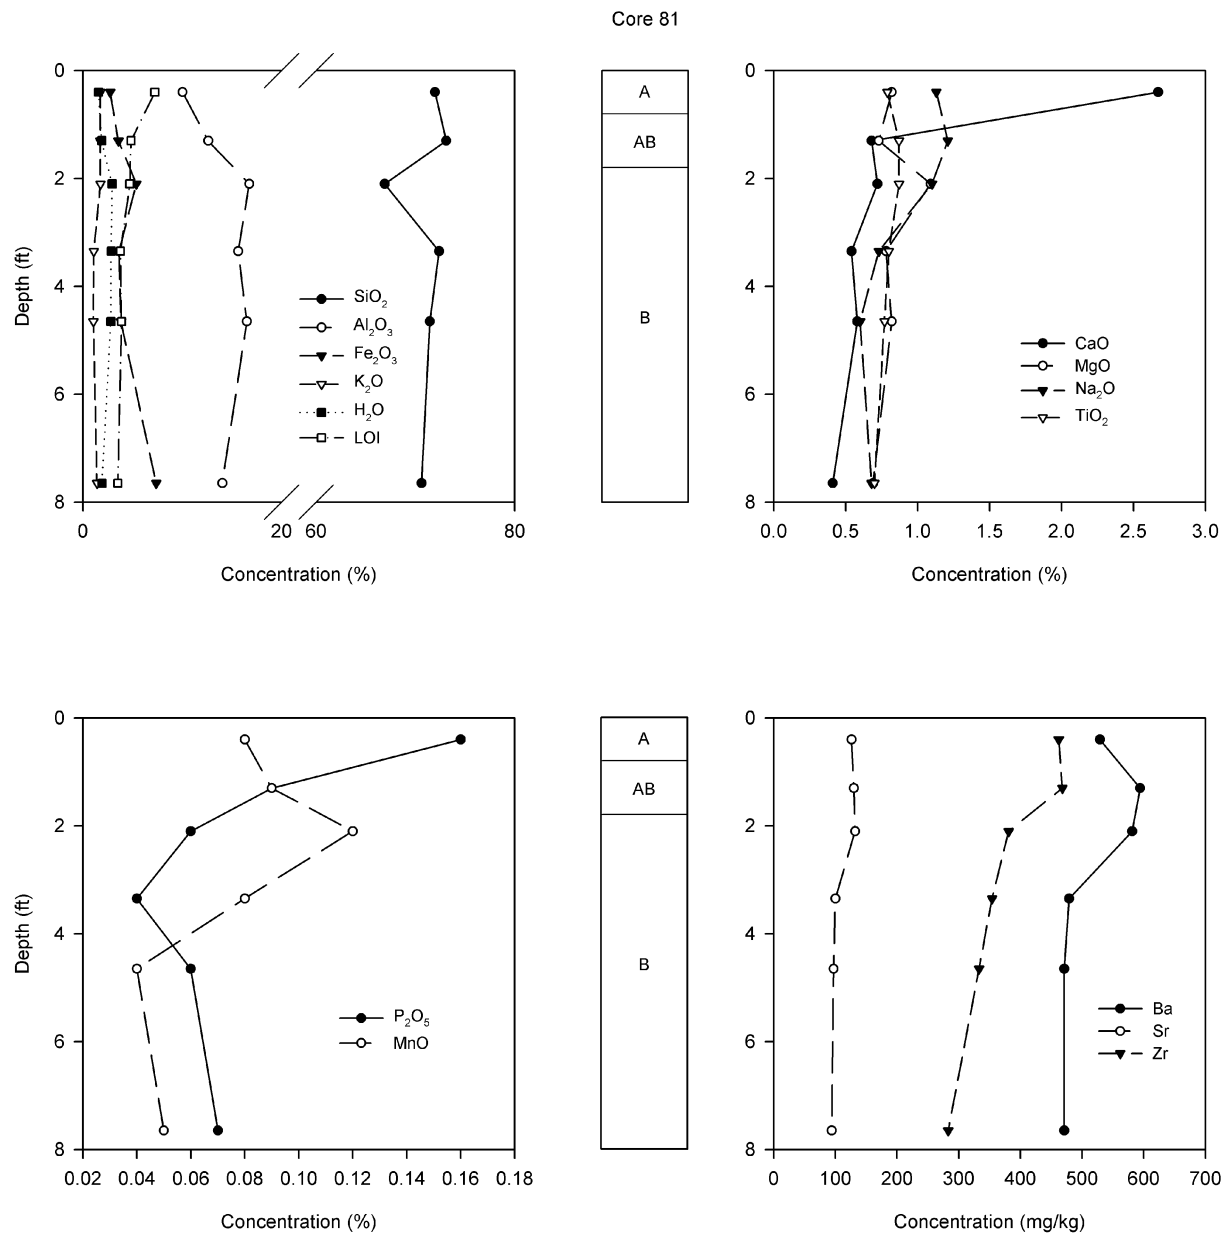 Core 81
0
2
4
6
8
Depth (ft)
0
20
60
80
Concentration (%)
SiO₂
Al₂O₃
Fe₂O₃
K₂O
H₂O
LOI
A
AB
B
0
2
4
6
8
0.0
0.5
1.0
1.5
2.0
2.5
3.0
Concentration (%)
CaO
MgO
Na₂O
TiO₂
0
2
4
6
8
Depth (ft)
0.02
0.04
0.06
0.08
0.10
0.12
0.14
0.16
0.18
Concentration (%)
P₂O₅
MnO
A
AB
B
0
2
4
6
8
0
100
200
300
400
500
600
700
Concentration (mg/kg)
Ba
Sr
Zr